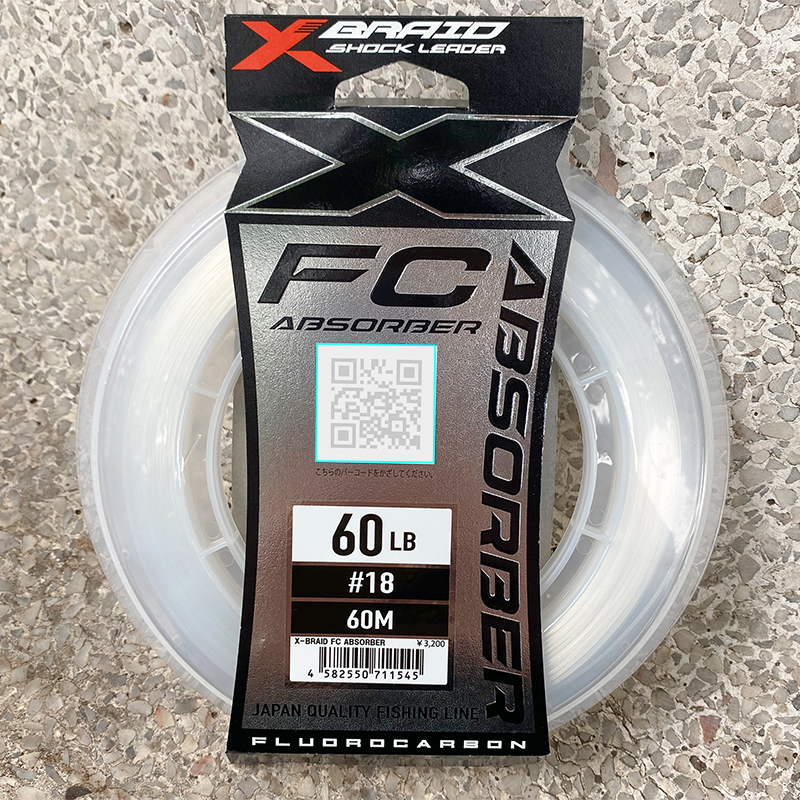 X BRAID
SHOCK LEADER
X
FC
ABSORBER
ABSORBER
こちらのバーコードをかざしてください。
60 LB
#18
60M
X-BRAID FC ABSORBER ¥3,200
4 582550 711545
JAPAN QUALITY FISHING LINE
FLUOROCARBON